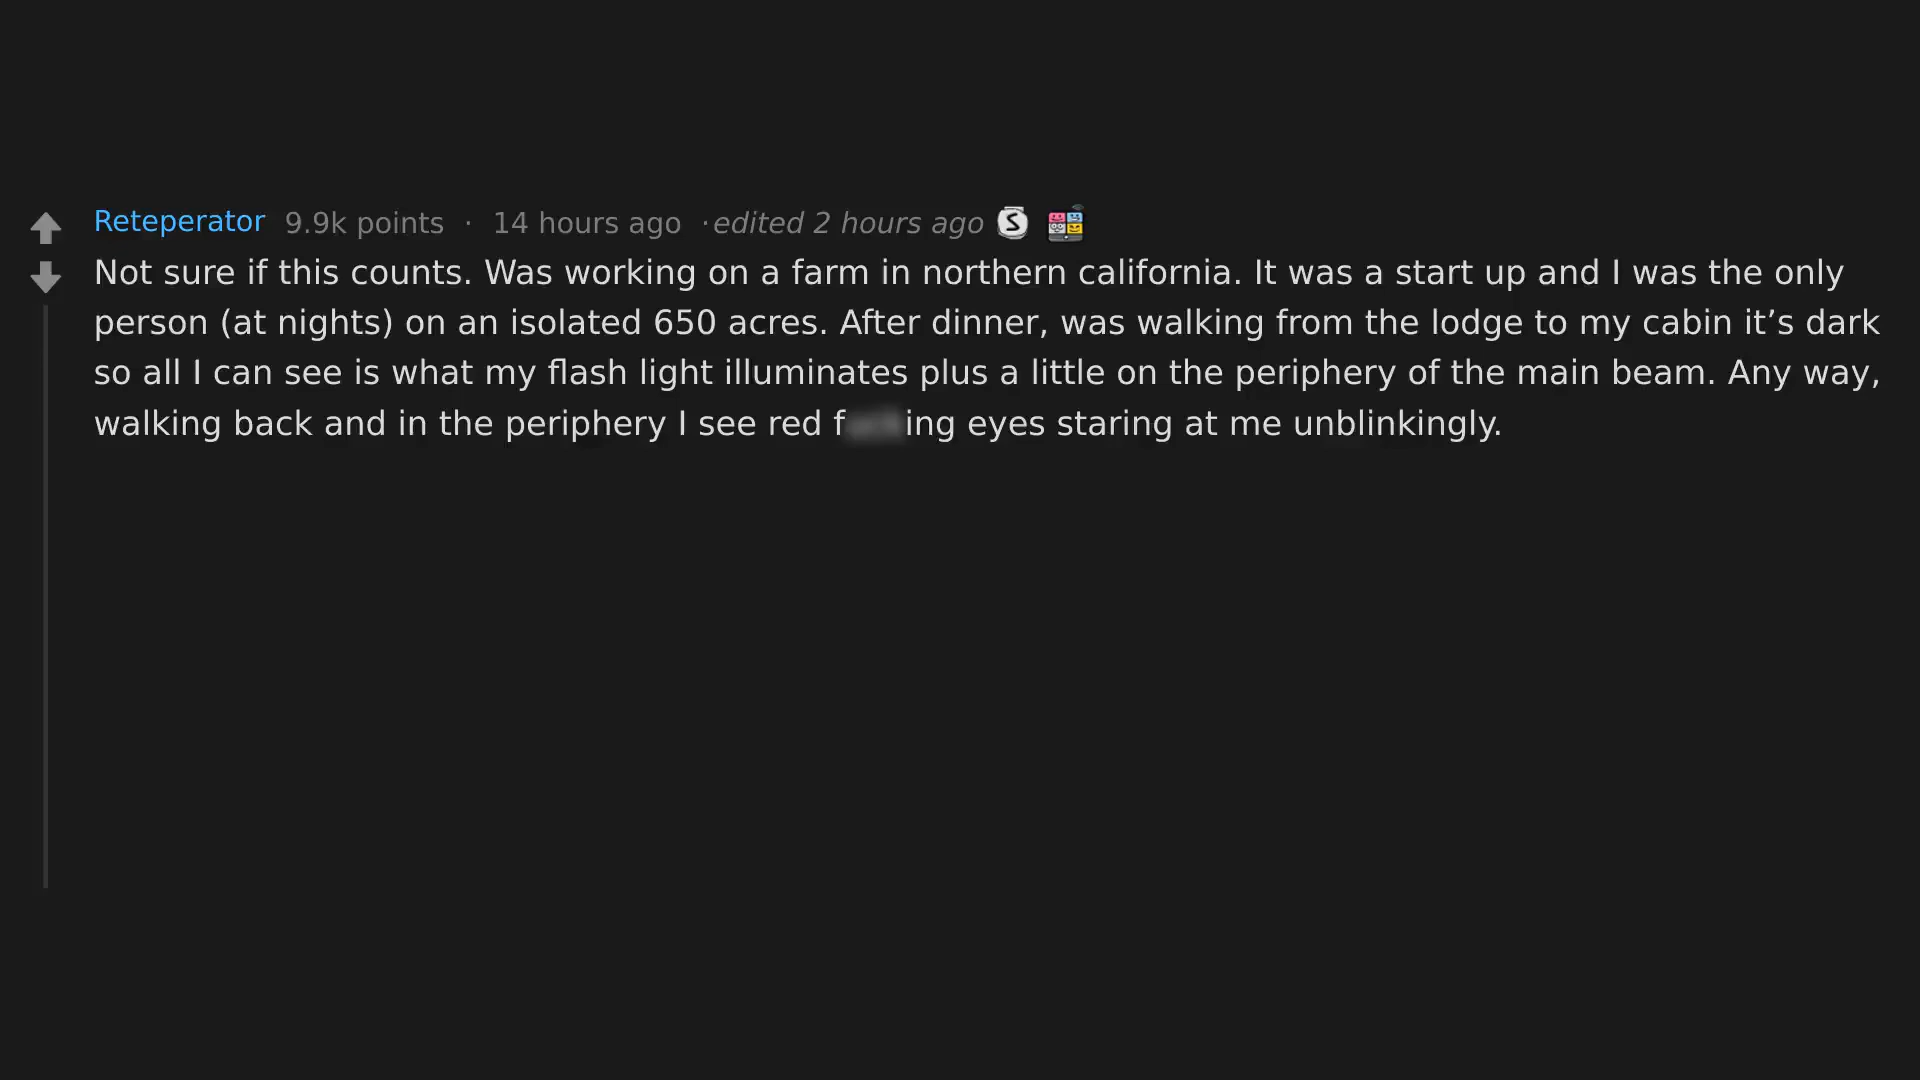 Reteperator 9.9k points · 14 hours ago · edited 2 hours ago
Not sure if this counts. Was working on a farm in northern california. It was a start up and I was the only
person (at nights) on an isolated 650 acres. After dinner, was walking from the lodge to my cabin it’s dark
so all I can see is what my flash light illuminates plus a little on the periphery of the main beam. Any way,
walking back and in the periphery I see red f ing eyes staring at me unblinkingly.